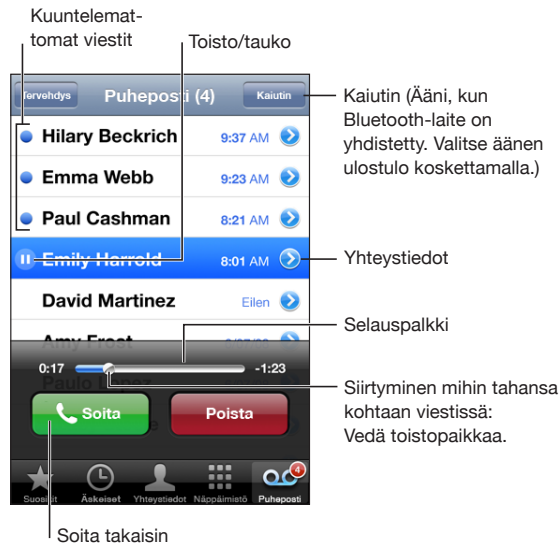 Kuuntelemat-
tomat viestit
Toisto/tauko
Tervehdys
Puheposti (4)
Kaiutin
Kaiutin (Ääni, kun
Bluetooth-laite on
yhdistetty. Valitse äänen
ulostulo koskettamalla.)
Hilary Beckrich
9:37 AM
Emma Webb
9:23 AM
Paul Cashman
8:21 AM
Emily Harrold
8:01 AM
Yhteystiedot
David Martinez
Eilen
Selauspalkki
Amy Frost
0:17
-1:23
Paulo Lopez
Siirtyminen mihin tahansa
kohtaan viestissä:
Vedä toistopaikkaa.
Soita
Poista
4
Suosikit
Äskeiset
Yhteystiedot
Näppäimistö
Puheposti
Soita takaisin